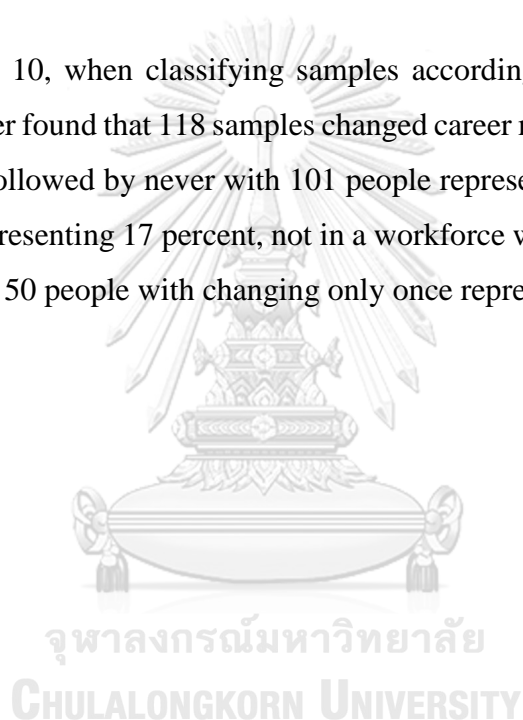 10, when classifying samples according
er found that 118 samples changed career
ollowed by never with 101 people represe
resenting 17 percent, not in a workforce w
50 people with changing only once repre
จุฬาลงกรณ์มหาวิทยาลัย
CHULALONGKORN UNIVERSITY